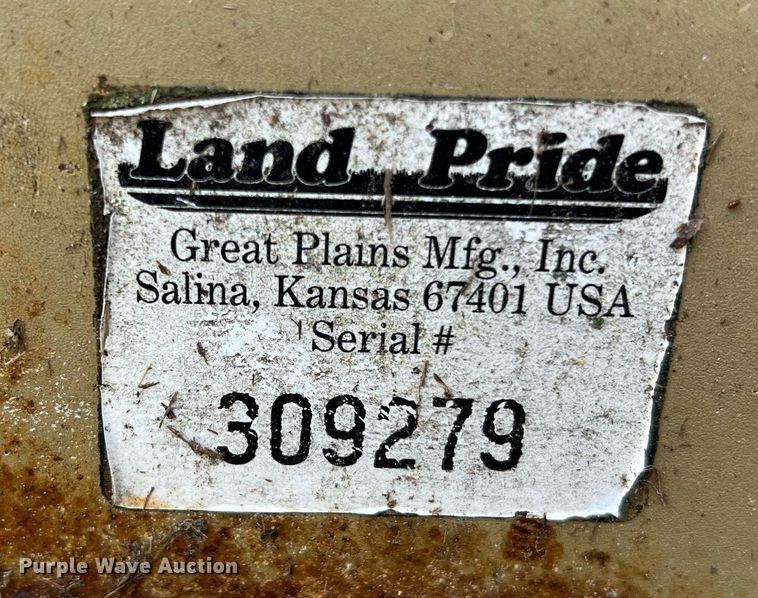 Land Pride
Great Plains Mfg., Inc.
Salina, Kansas 67401 USA
Serial #
309279
Purple Wave Auction